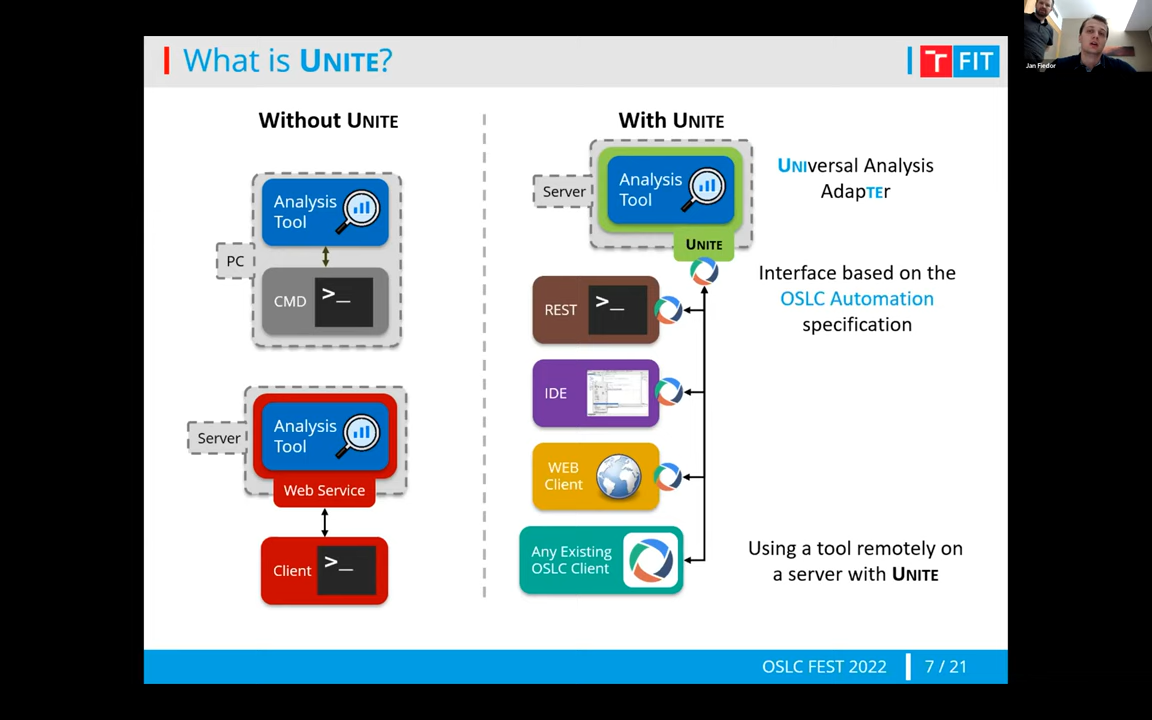 What is UNITE?
T FIT
Jan Fiedor
Without UNITE
Analysis
Tool
PC
CMD >_
Analysis
Tool
Server
Web Service
Client >_
With UNITE
Analysis
Tool
Server
UNITE
REST >_
IDE
WEB
Client
Any Existing
OSLC Client
UNIversal Analysis
AdapTEr
Interface based on the
OSLC Automation
specification
Using a tool remotely on
a server with UNITE
OSLC FEST 2022
7 / 21